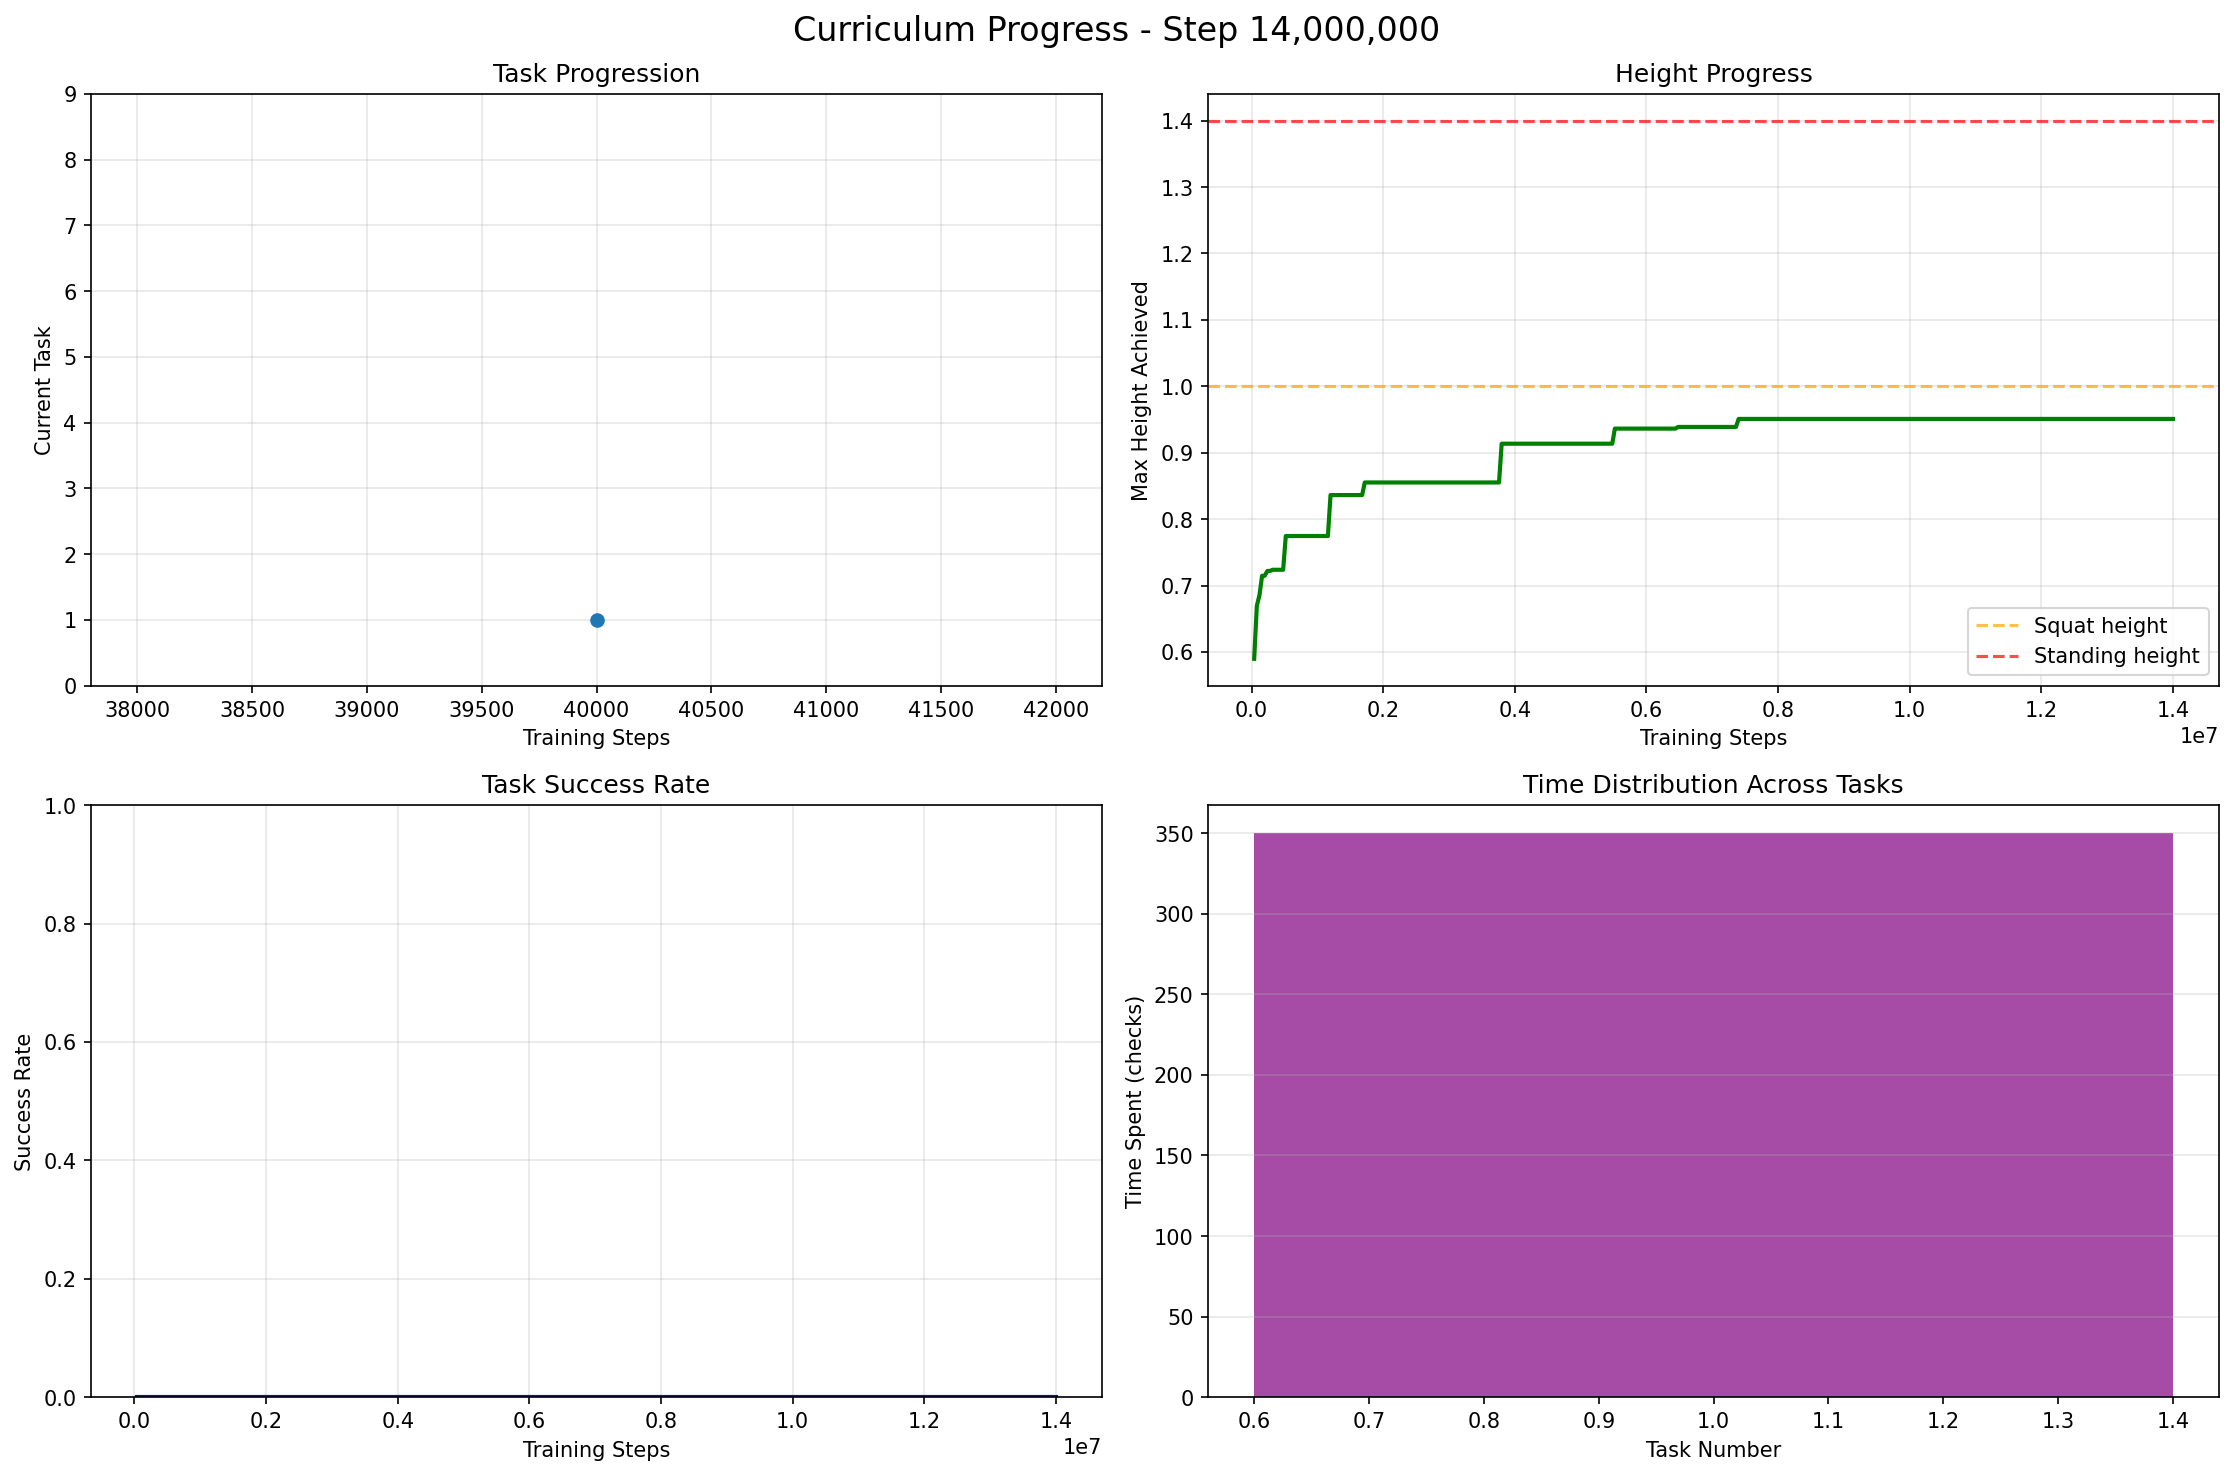 Curriculum Progress - Step 14,000,000
Task Progression
9
8
7
6
5
4
3
2
1
0
Current Task
38000 38500 39000 39500 40000 40500 41000 41500 42000
Training Steps
Height Progress
1.4
1.3
1.2
1.1
1.0
0.9
0.8
0.7
0.6
Max Height Achieved
Squat height
Standing height
0.0 0.2 0.4 0.6 0.8 1.0 1.2 1.4
1e7
Training Steps
Task Success Rate
1.0
0.8
0.6
0.4
0.2
0.0
Success Rate
0.0 0.2 0.4 0.6 0.8 1.0 1.2 1.4
1e7
Training Steps
Time Distribution Across Tasks
350
300
250
200
150
100
50
0
Time Spent (checks)
0.6 0.7 0.8 0.9 1.0 1.1 1.2 1.3 1.4
Task Number